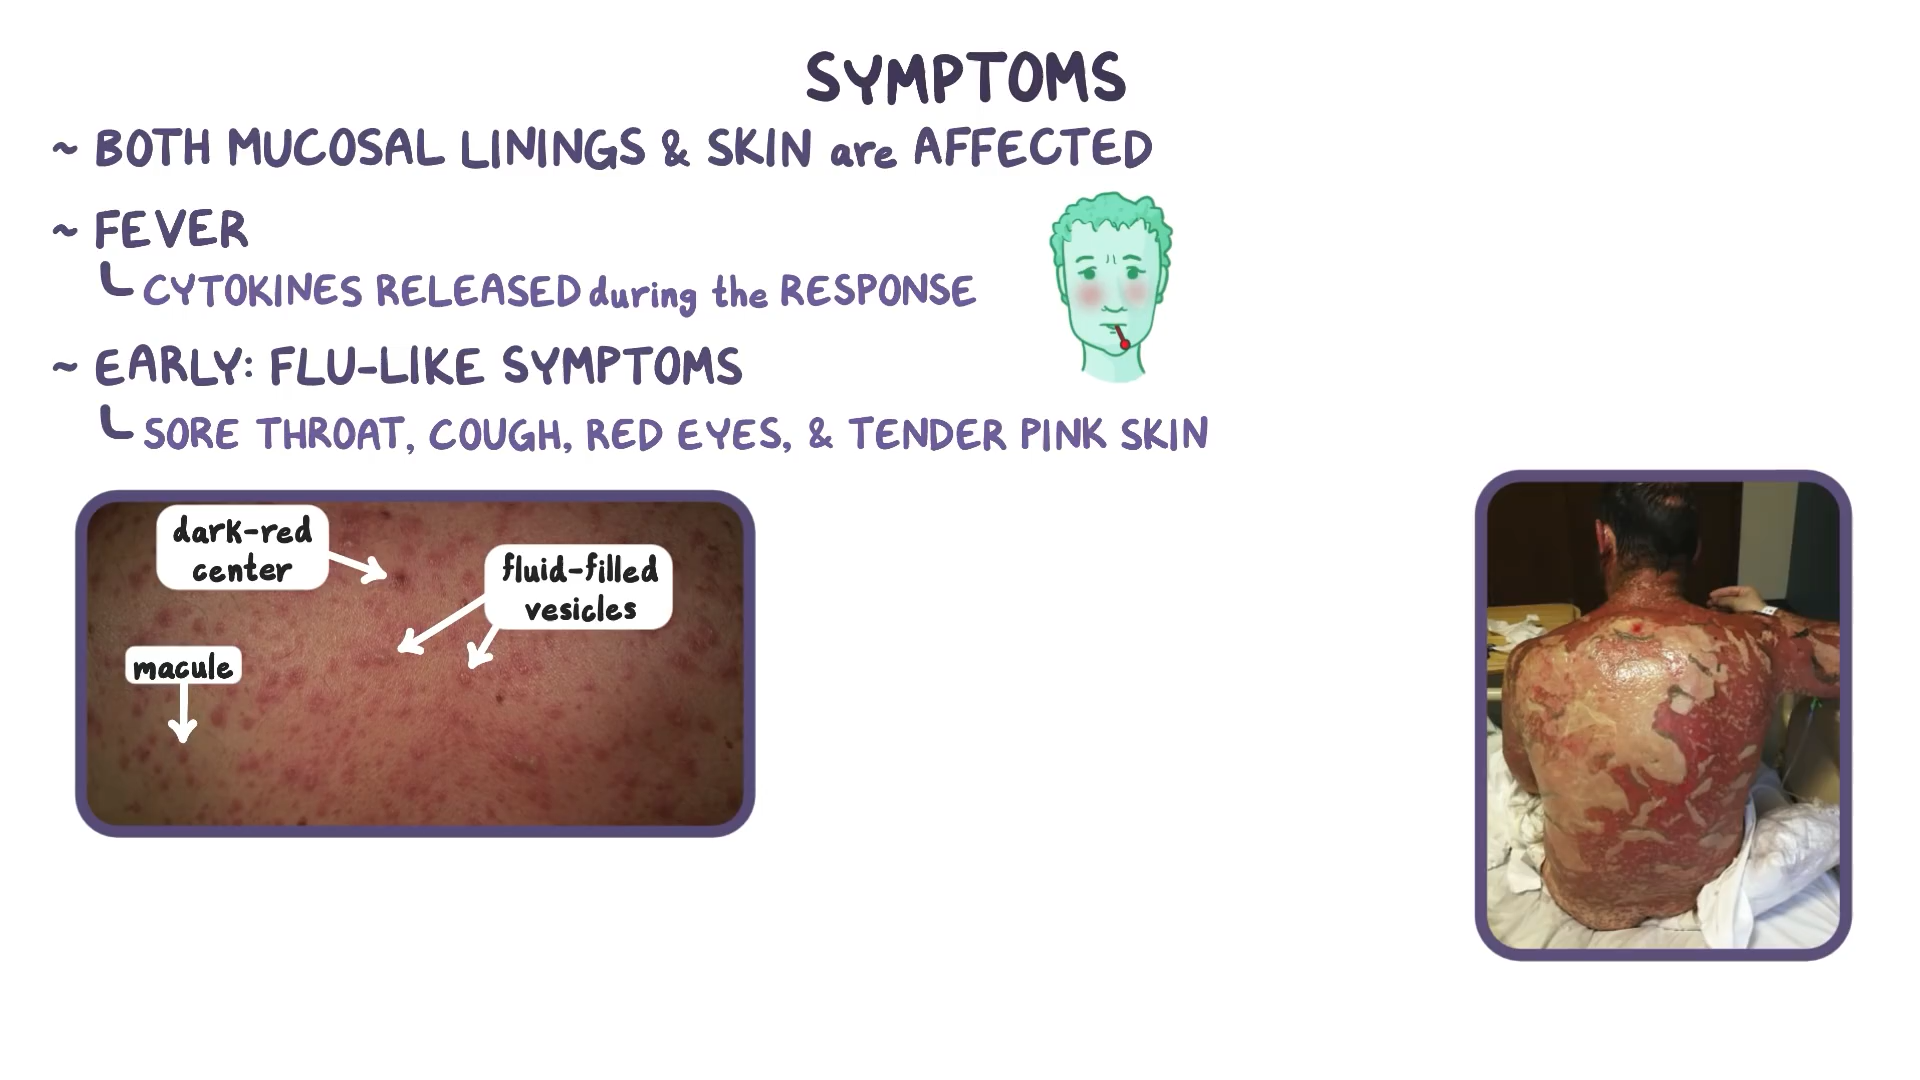 SYMPTOMS
~ BOTH MUCOSAL LININGS & SKIN are AFFECTED
~ FEVER
CYTOKINES RELEASED during the RESPONSE
~ EARLY: FLU-LIKE SYMPTOMS
SORE THROAT, COUGH, RED EYES, & TENDER PINK SKIN
dark-red
center
fluid-filled
vesicles
macule